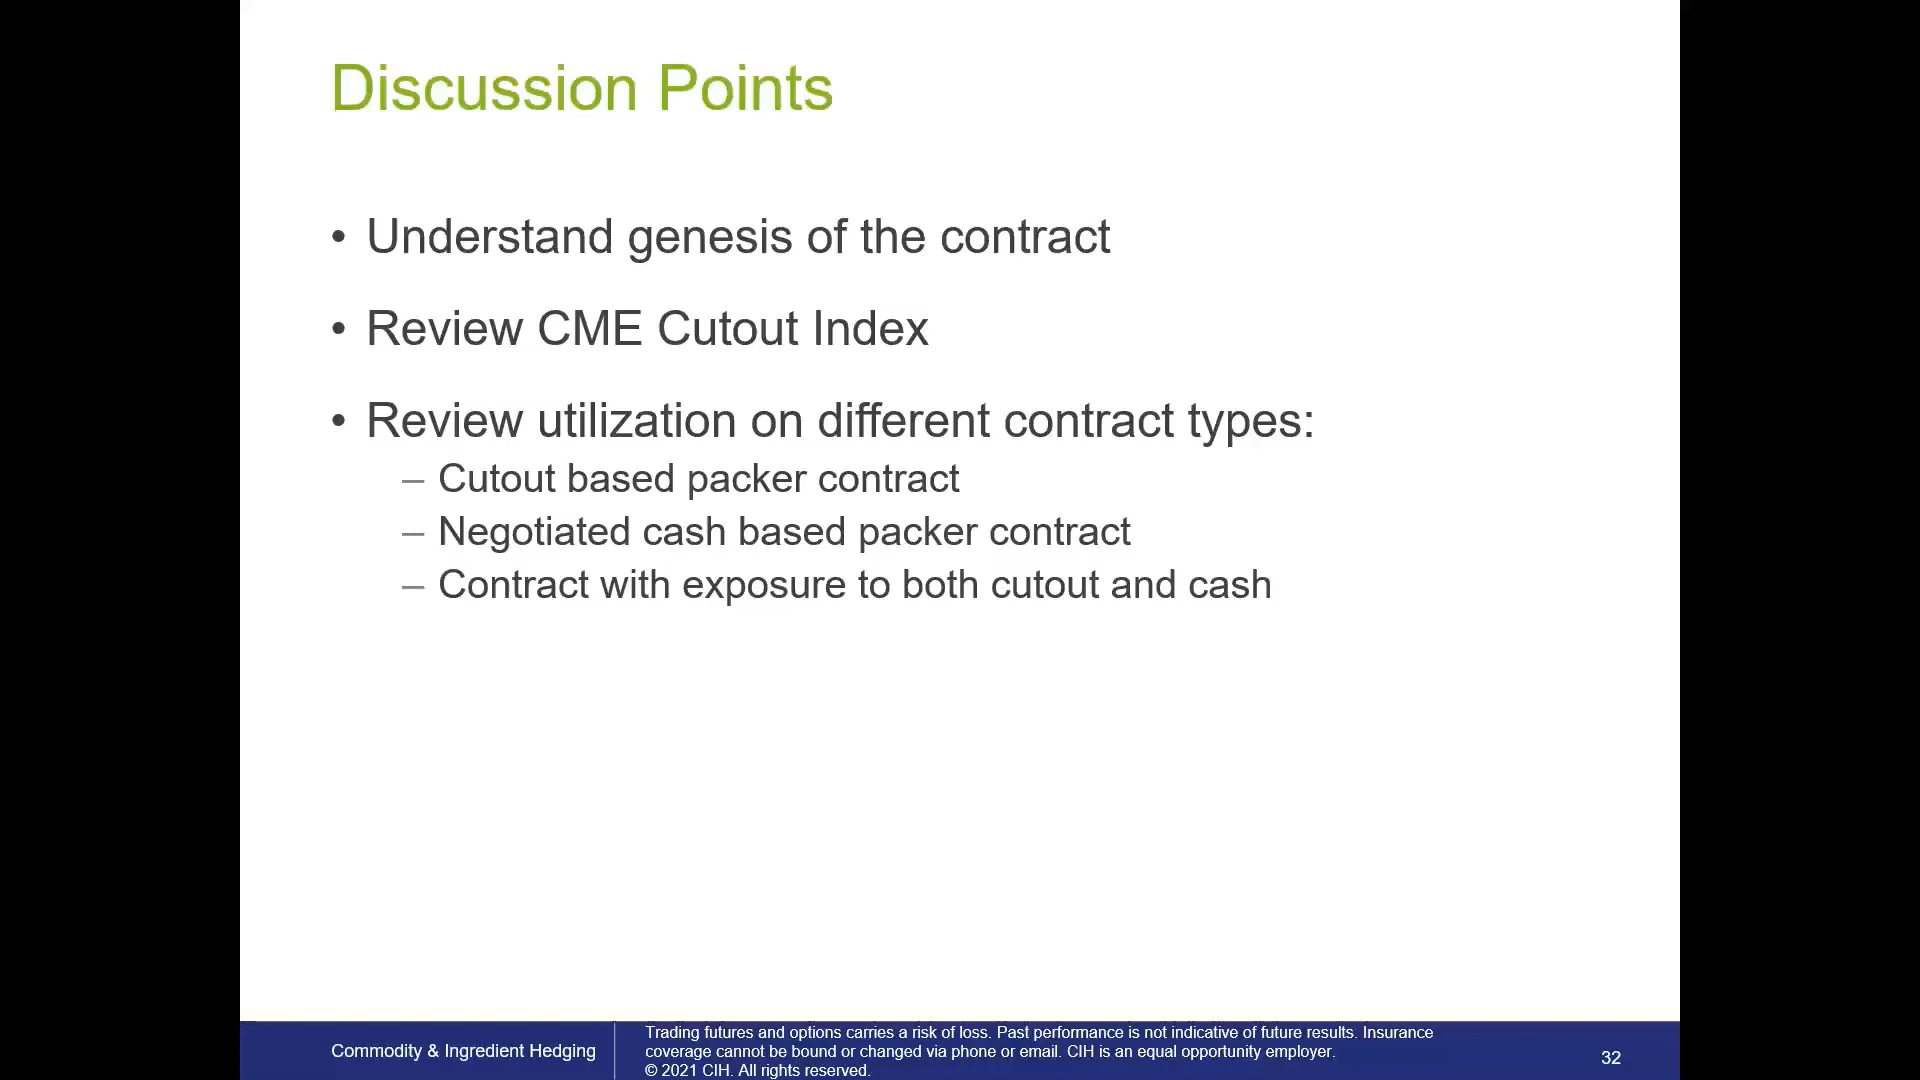 Discussion Points
• Understand genesis of the contract
• Review CME Cutout Index
• Review utilization on different contract types:
– Cutout based packer contract
– Negotiated cash based packer contract
– Contract with exposure to both cutout and cash
Commodity & Ingredient Hedging
Trading futures and options carries a risk of loss. Past performance is not indicative of future results. Insurance
coverage cannot be bound or changed via phone or email. CIH is an equal opportunity employer.
© 2021 CIH. All rights reserved.
32